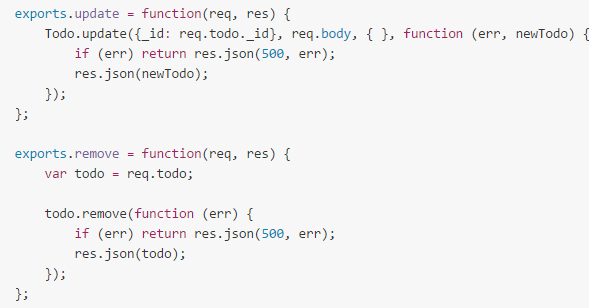 exports.update = function(req, res) {
    Todo.update({_id: req.todo._id}, req.body, { }, function (err, newTodo) {
        if (err) return res.json(500, err);
        res.json(newTodo);
    });
};

exports.remove = function(req, res) {
    var todo = req.todo;

    todo.remove(function (err) {
        if (err) return res.json(500, err);
        res.json(todo);
    });
};